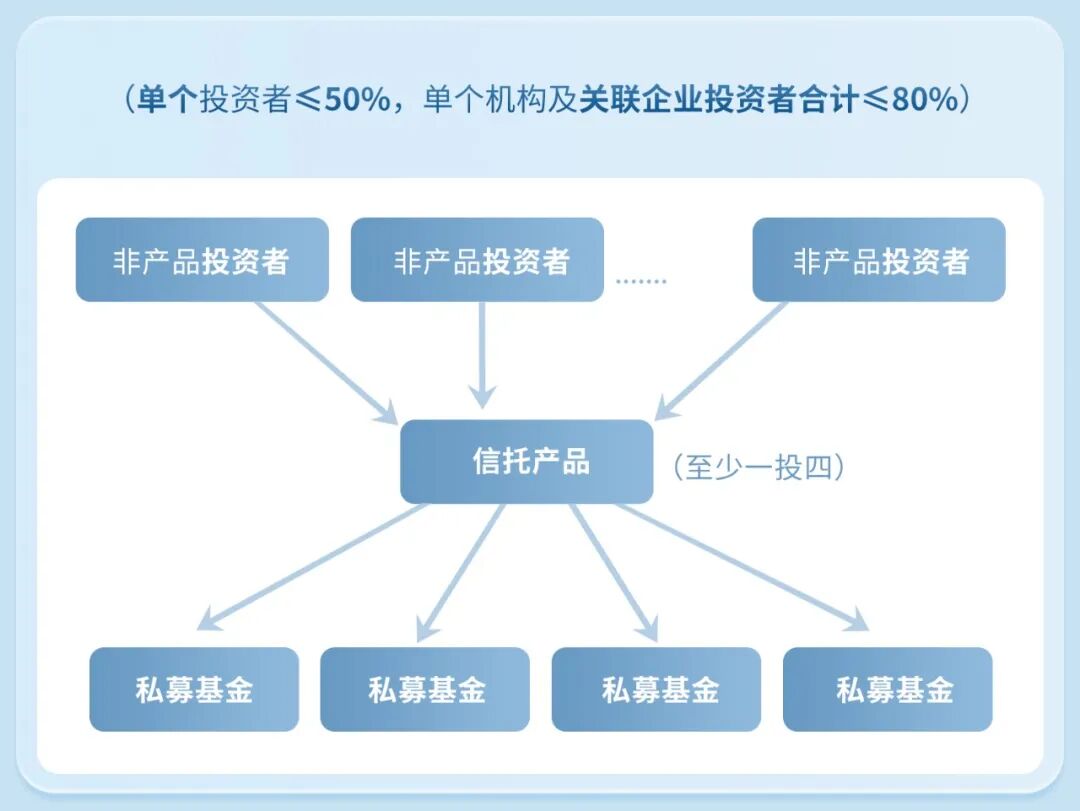 （单个投资者≤50%，单个机构及关联企业投资者合计≤80%）
非产品投资者
非产品投资者
.......
非产品投资者
信托产品
（至少一投四）
私募基金
私募基金
私募基金
私募基金